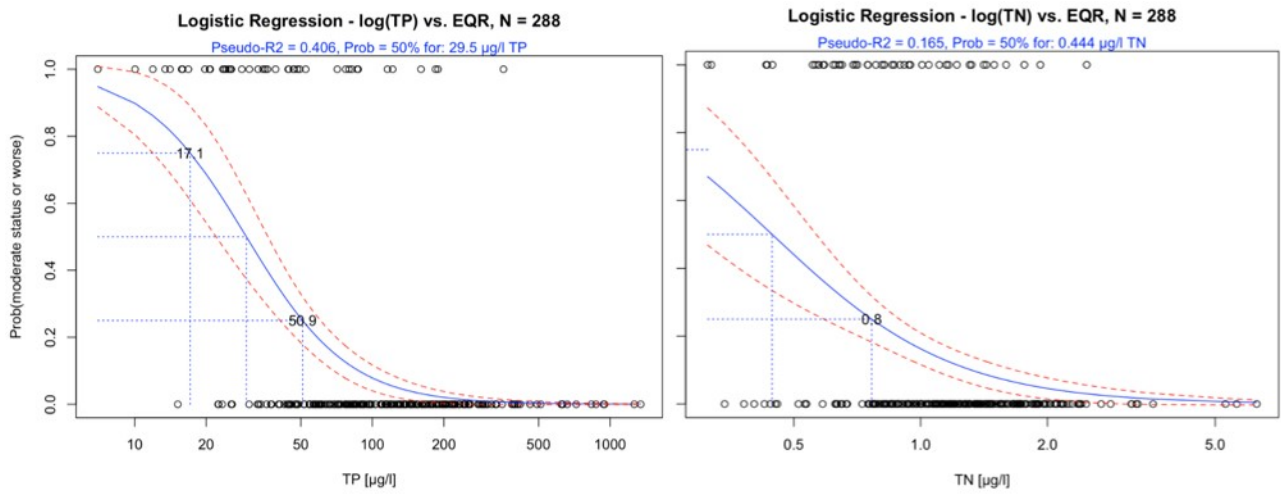 Logistic Regression - log(TP) vs. EQR, N = 288
Pseudo-R2 = 0.406, Prob = 50% for: 29.5 µg/l TP
Prob(moderate status or worse)
1.0
0.8
0.6
0.4
0.2
0.0
17.1
50.9
10 20 50 100 200 500 1000
TP [µg/l]
Logistic Regression - log(TN) vs. EQR, N = 288
Pseudo-R2 = 0.165, Prob = 50% for: 0.444 µg/l TN
0.8
0.5 1.0 2.0 5.0
TN [µg/l]